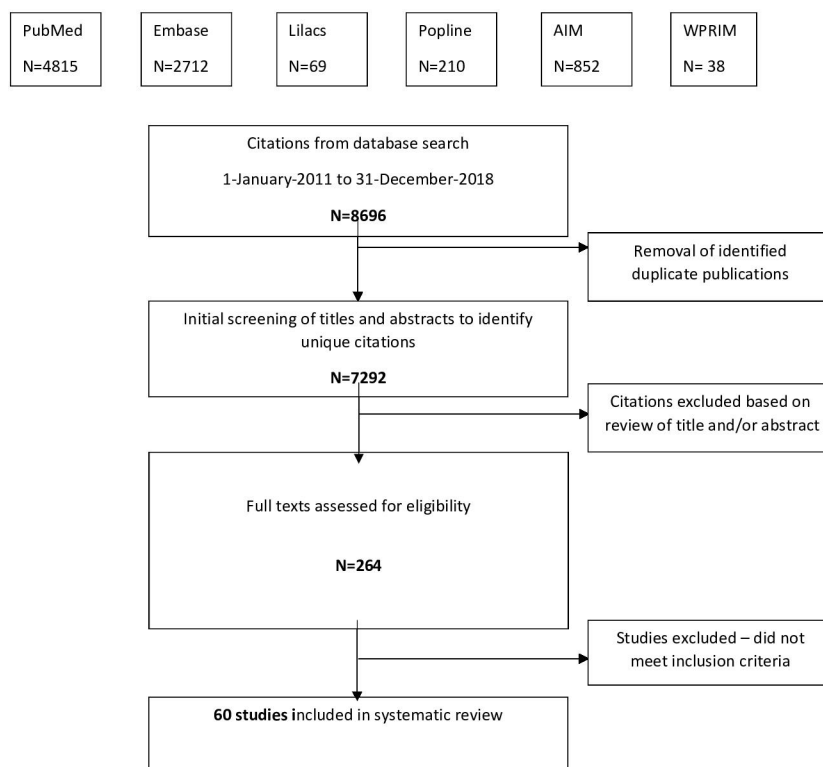 PubMed
N=4815
Embase
N=2712
Lilacs
N=69
Popline
N=210
AIM
N=852
WPRIM
N= 38
Citations from database search
1-January-2011 to 31-December-2018
N=8696
Removal of identified
duplicate publications
Initial screening of titles and abstracts to identify
unique citations
N=7292
Citations excluded based on
review of title and/or abstract
Full texts assessed for eligibility
N=264
Studies excluded – did not
meet inclusion criteria
60 studies included in systematic review